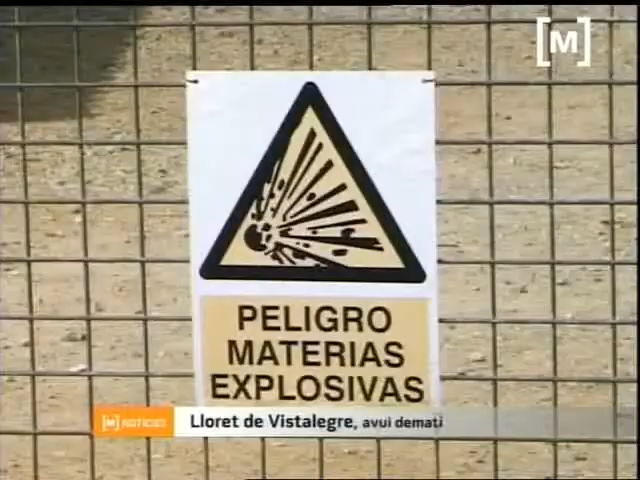 [M]
PELIGRO
MATERIAS
EXPLOSIVAS
[M] NOTÍCIES
Lloret de Vistalegre, avui dematí